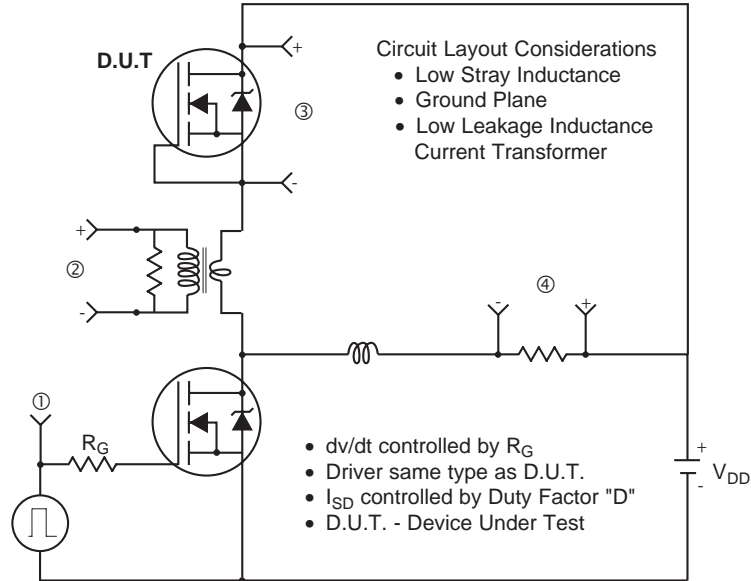 D.U.T
+
-
③
Circuit Layout Considerations
• Low Stray Inductance
• Ground Plane
• Low Leakage Inductance
Current Transformer
+
②
-
④
- +
①
R_G
• dv/dt controlled by R_G
• Driver same type as D.U.T.
• I_SD controlled by Duty Factor "D"
• D.U.T. - Device Under Test
+
V_DD
-